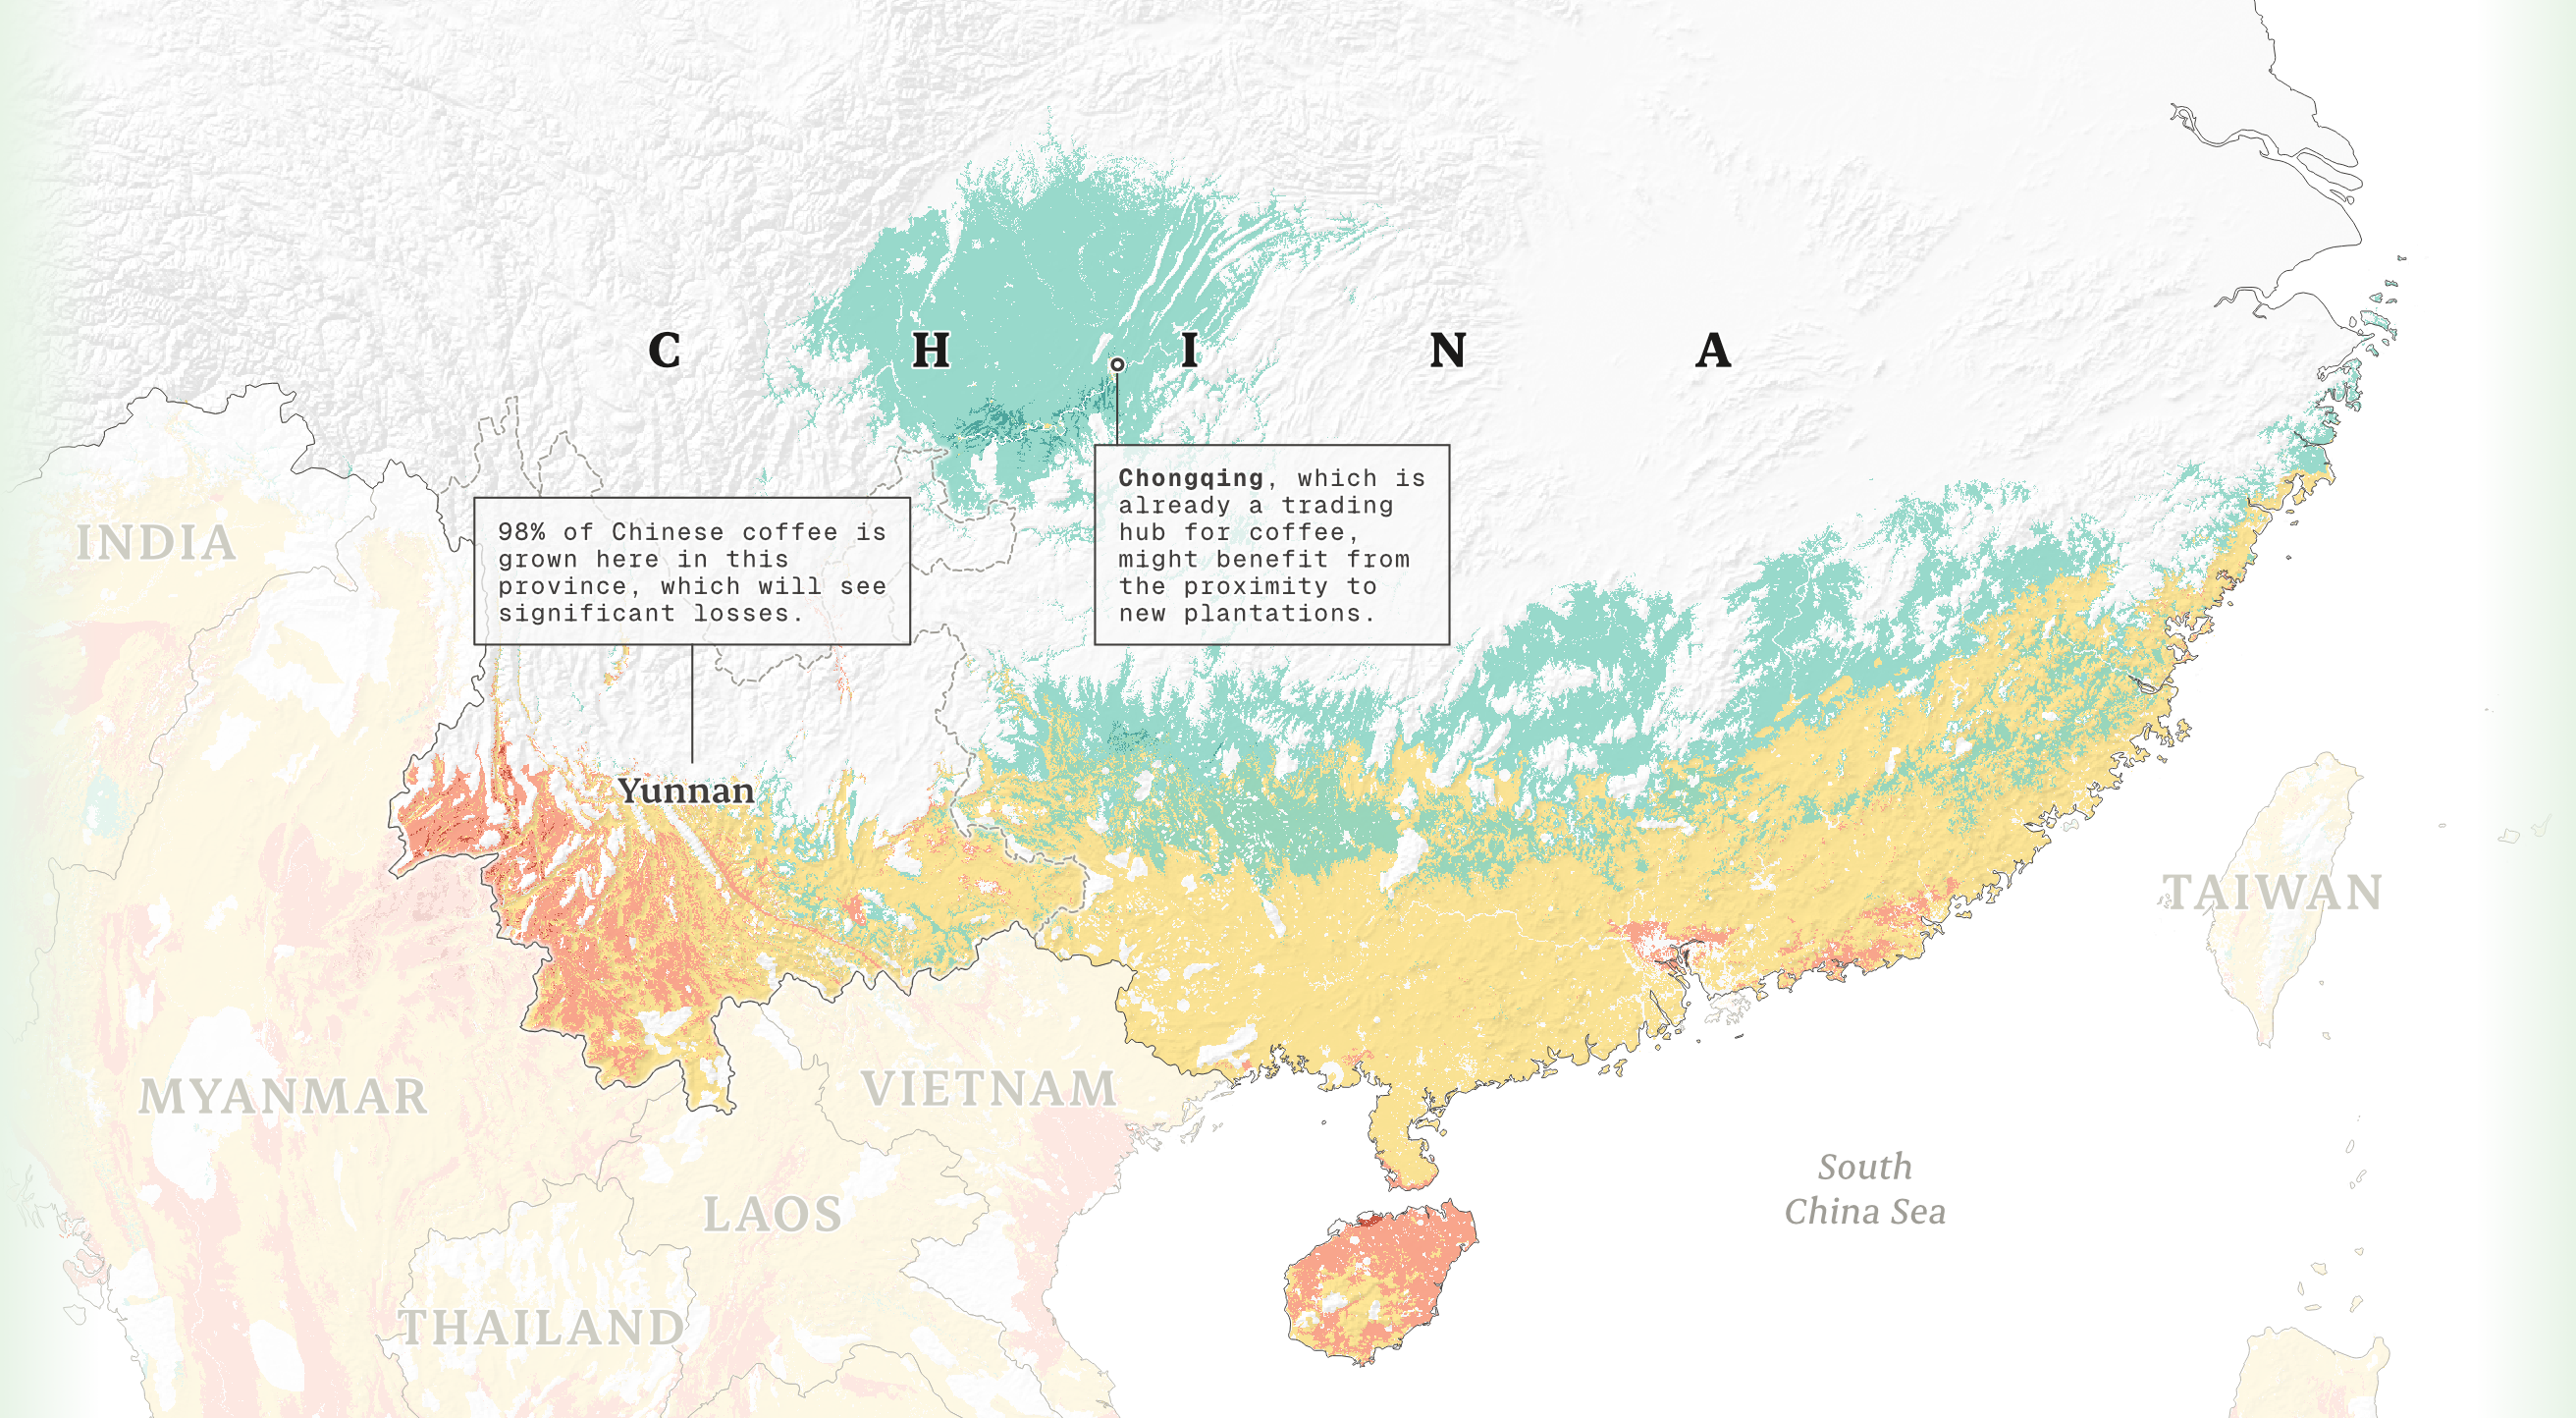 C H I N A
Chongqing, which is
already a trading
hub for coffee,
might benefit from
the proximity to
new plantations.
98% of Chinese coffee is
grown here in this
province, which will see
significant losses.
INDIA
Yunnan
TAIWAN
MYANMAR
VIETNAM
LAOS
South
China Sea
THAILAND